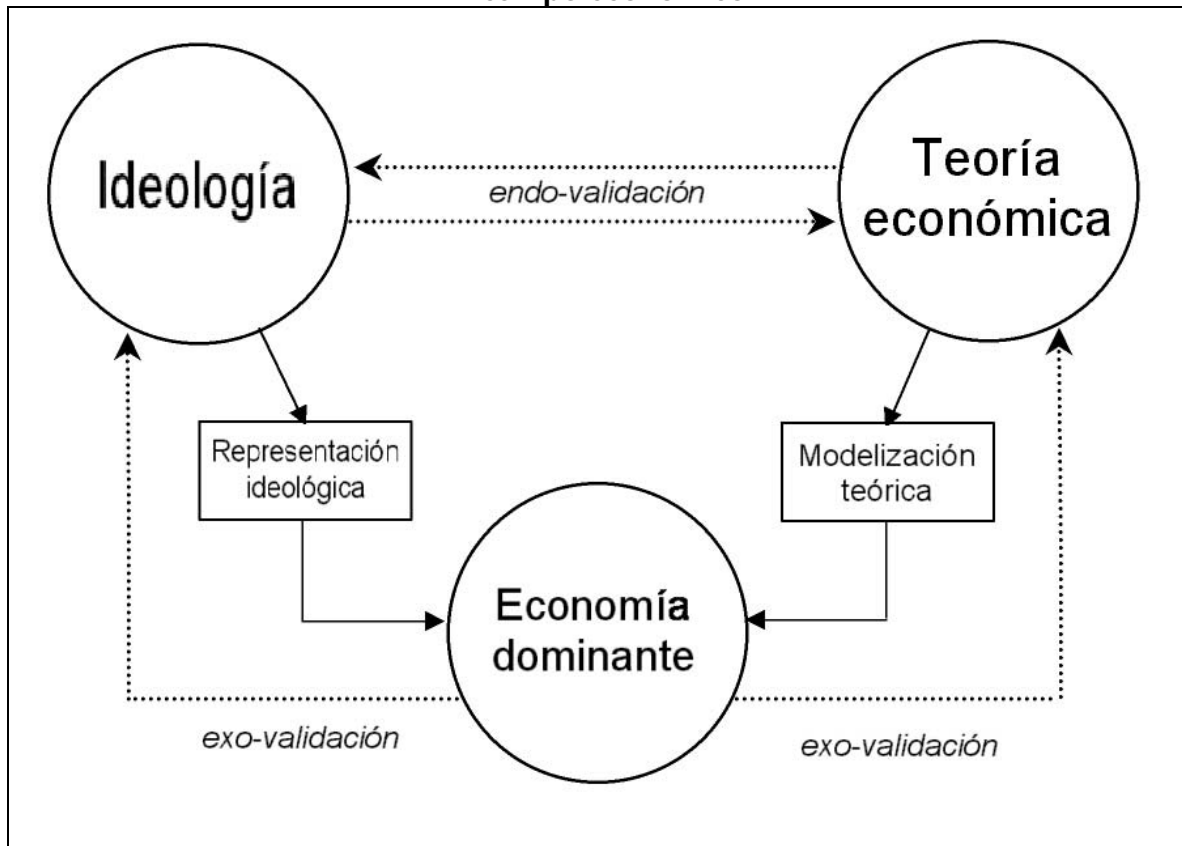 Ideología
Teoría
económica
endo-validación
Representación
ideológica
Modelización
teórica
Economía
dominante
exo-validación
exo-validación